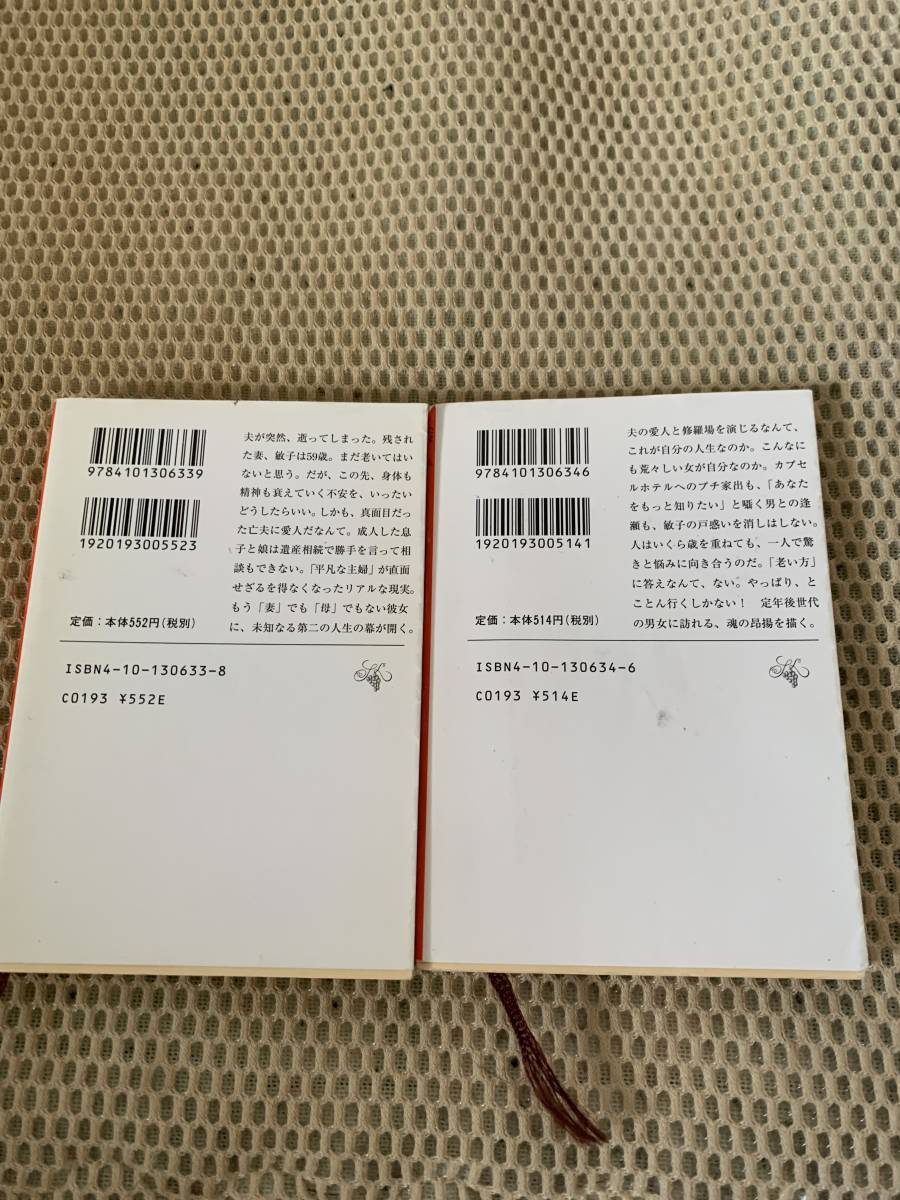 9784101306339
1920193005523
定価：本体552円(税別)
夫が突然、逝ってしまった。残され
た妻、敏子は59歳。まだ老いてはい
ないと思う。だが、この先、身体も
精神も衰えていく不安を、いったい
どうしたらいい。しかも、真面目だっ
た亡夫に愛人だなんて。成人した息
子と娘は遺産相続で勝手を言って相
談もできない。「平凡な主婦」が直面
せざるを得なくなったリアルな現実。
もう「妻」でも「母」でもない彼女
に、未知なる第二の人生の幕が開く。
ISBN4-10-130633-8
C0193 ¥552E
9784101306346
1920193005141
定価：本体514円(税別)
夫の愛人と修羅場を演じるなんて、
これが自分の人生なのか。こんなに
も荒々しい女が自分なのか。カプセ
ルホテルへのプチ家出も、「あなた
をもっと知りたい」と囁く男との逢
瀬も、敏子の戸惑いを消しはしない。
人はいくら歳を重ねても、一人で驚
きと悩みに向き合うのだ。「老い方」
に答えなんて、ない。やっぱり、と
ことん行くしかない！ 定年後世代
の男女に訪れる、魂の昂揚を描く。
ISBN4-10-130634-6
C0193 ¥514E